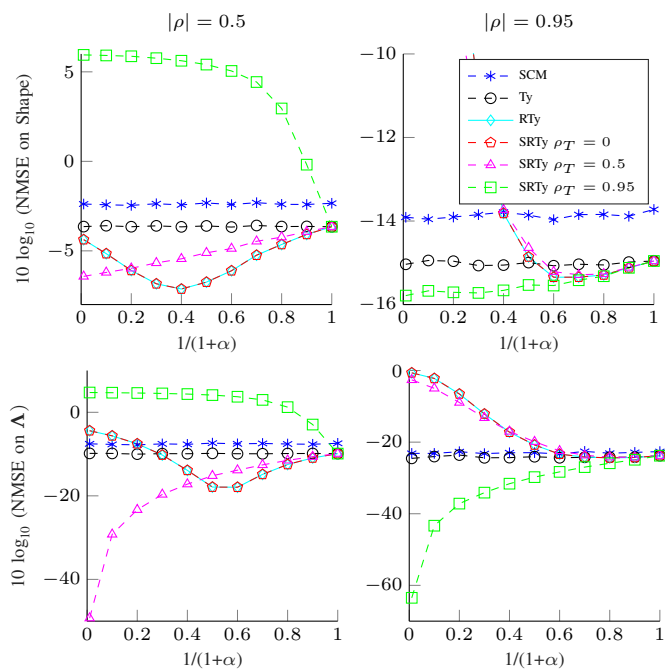 |ρ| = 0.5
|ρ| = 0.95
10 log₁₀ (NMSE on Shape)
5
0
−5
0
0.2
0.4
0.6
0.8
1
1/(1+α)
−10
−12
−14
−16
SCM
Ty
RTy
SRTy ρ_T = 0
SRTy ρ_T = 0.5
SRTy ρ_T = 0.95
0
0.2
0.4
0.6
0.8
1
1/(1+α)
10 log₁₀ (NMSE on Λ)
0
−20
−40
0
0.2
0.4
0.6
0.8
1
1/(1+α)
0
−20
−40
−60
0
0.2
0.4
0.6
0.8
1
1/(1+α)